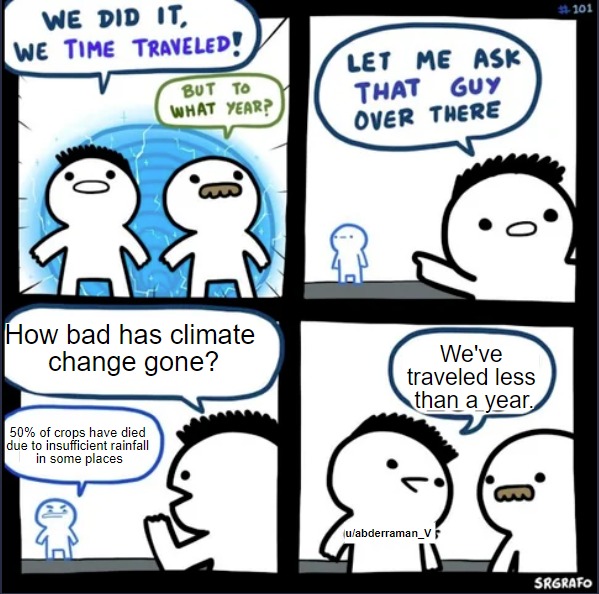 WE DID IT,
WE TIME TRAVELED!
BUT TO
WHAT YEAR?
# 101
LET ME ASK
THAT GUY
OVER THERE
How bad has climate
change gone?
50% of crops have died
due to insufficient rainfall
in some places
We've
traveled less
than a year.
u/abderraman_V
SRGRAFO